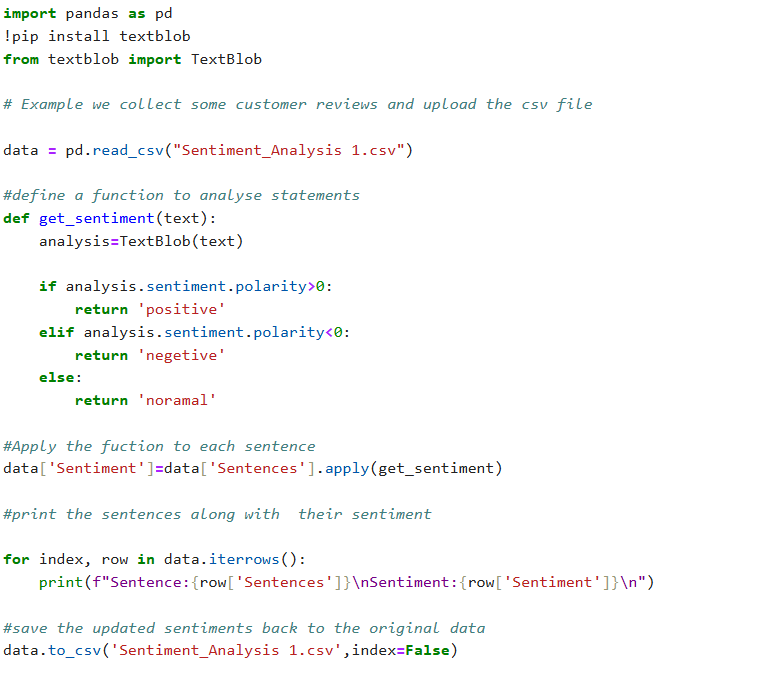 import pandas as pd
!pip install textblob
from textblob import TextBlob
# Example we collect some customer reviews and upload the csv file
data = pd.read_csv("Sentiment_Analysis 1.csv")
#define a function to analyse statements
def get_sentiment(text):
    analysis=TextBlob(text)
    if analysis.sentiment.polarity>0:
        return 'positive'
    elif analysis.sentiment.polarity<0:
        return 'negetive'
    else:
        return 'noramal'
#Apply the fuction to each sentence
data['Sentiment']=data['Sentences'].apply(get_sentiment)
#print the sentences along with  their sentiment
for index, row in data.iterrows():
    print(f"Sentence:{row['Sentences']}\nSentiment:{row['Sentiment']}\n")
#save the updated sentiments back to the original data
data.to_csv('Sentiment_Analysis 1.csv',index=False)